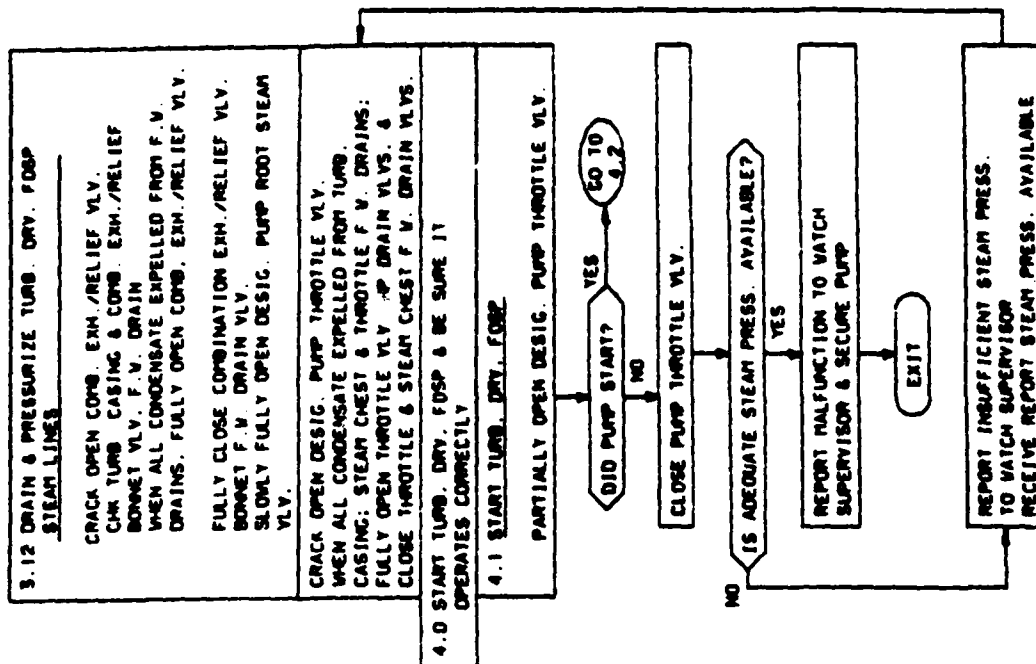 3.12 DRAIN & PRESSURIZE TURB. DRV. FDSP
STEAM LINES
CRACK OPEN COMB. EXH./RELIEF VLV.
CHK TURB CASING & COMB. EXH./RELIEF
BONNET VLV. F.W. DRAIN
WHEN ALL CONDENSATE EXPELLED FROM F.W.
DRAINS, FULLY OPEN COMB. EXH./RELIEF VLV.
FULLY CLOSE COMBINATION EXH./RELIEF VLV.
BONNET F.W. DRAIN VLV.
SLOWLY FULLY OPEN DESIG. PUMP ROOT STEAM
VLV.
CRACK OPEN DESIG. PUMP THROTTLE VLV.
WHEN ALL CONDENSATE EXPELLED FROM TURB.
CASING; STEAM CHEST & THROTTLE F.W. DRAINS:
FULLY OPEN THROTTLE VLV. DRAIN VLVS. &
CLOSE THROTTLE & STEAM CHEST F.W. DRAIN VLVS.
4.0 START TURB. DRV. FDSP & BE SURE IT
OPERATES CORRECTLY
4.1 START TURB. DRV. FDSP
PARTIALLY OPEN DESIG. PUMP THROTTLE VLV.
DID PUMP START?
YES
GO TO
4.2
NO
CLOSE PUMP THROTTLE VLV.
IS ADEQUATE STEAM PRESS. AVAILABLE?
NO
YES
REPORT MALFUNCTION TO WATCH
SUPERVISOR & SECURE PUMP
EXIT
REPORT INSUFFICIENT STEAM PRESS.
TO WATCH SUPERVISOR
RECEIVE REPORT STEAM PRESS. AVAILABLE